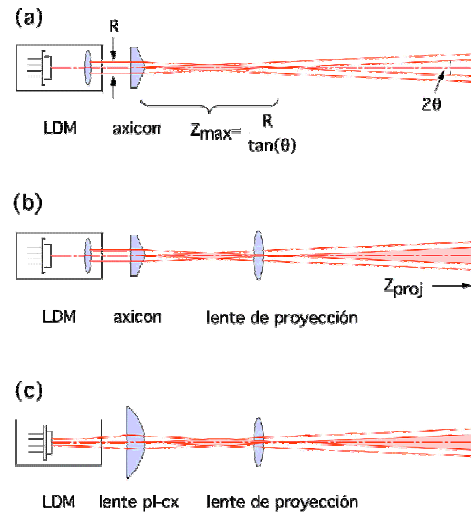 (a)
R
LDM
axicon
Zmax= R
tan(θ)
2θ
(b)
Zproj
LDM
axicon
lente de proyección
(c)
LDM
lente pl-cx
lente de proyección